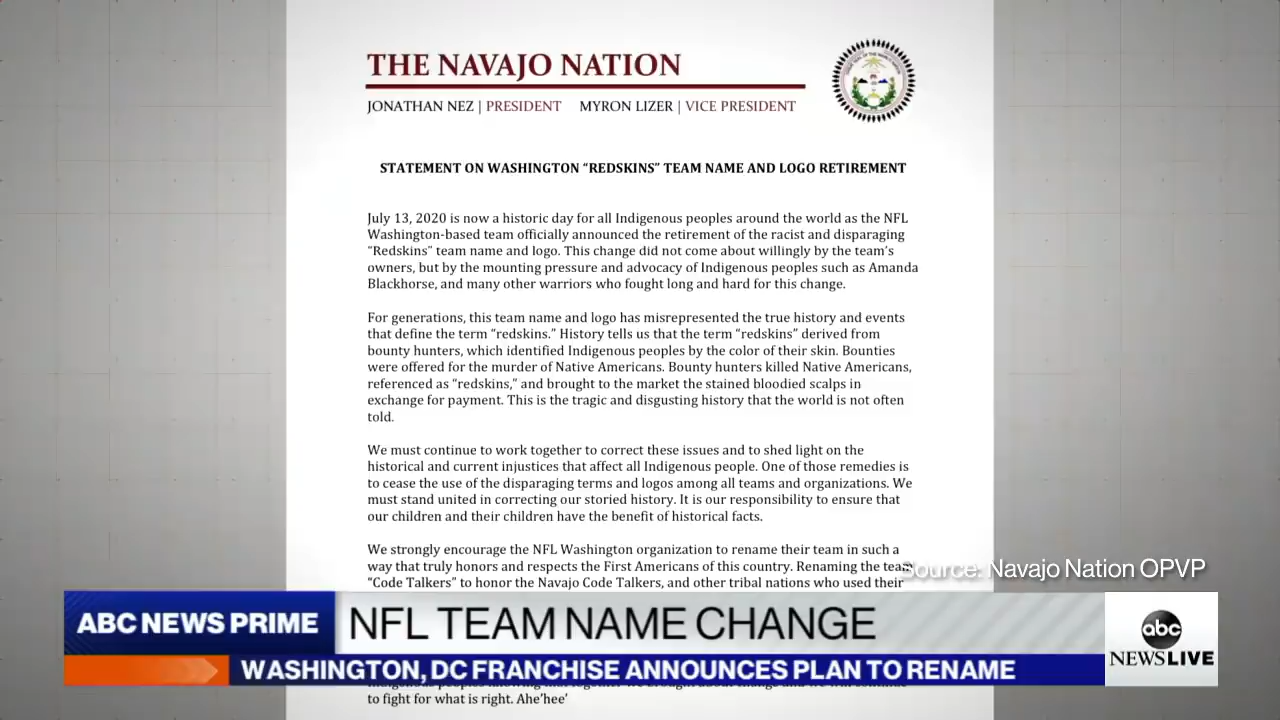 THE NAVAJO NATION
JONATHAN NEZ | PRESIDENT MYRON LIZER | VICE PRESIDENT
STATEMENT ON WASHINGTON “REDSKINS” TEAM NAME AND LOGO RETIREMENT
July 13, 2020 is now a historic day for all Indigenous peoples around the world as the NFL
Washington-based team officially announced the retirement of the racist and disparaging
“Redskins” team name and logo. This change did not come about willingly by the team’s
owners, but by the mounting pressure and advocacy of Indigenous peoples such as Amanda
Blackhorse, and many other warriors who fought long and hard for this change.
For generations, this team name and logo has misrepresented the true history and events
that define the term “redskins.” History tells us that the term “redskins” derived from
bounty hunters, which identified Indigenous peoples by the color of their skin. Bounties
were offered for the murder of Native Americans. Bounty hunters killed Native Americans,
referenced as “redskins,” and brought to the market the stained bloodied scalps in
exchange for payment. This is the tragic and disgusting history that the world is not often
told.
We must continue to work together to correct these issues and to shed light on the
historical and current injustices that affect all Indigenous people. One of those remedies is
to cease the use of the disparaging terms and logos among all teams and organizations. We
must stand united in correcting our storied history. It is our responsibility to ensure that
our children and their children have the benefit of historical facts.
We strongly encourage the NFL Washington organization to rename their team in such a
way that truly honors and respects the First Americans of this country. Renaming the team
“Code Talkers” to honor the Navajo Code Talkers, and other tribal nations who used their
Source: Navajo Nation OPVP
ABC NEWS PRIME
NFL TEAM NAME CHANGE
WASHINGTON, DC FRANCHISE ANNOUNCES PLAN TO RENAME
abc
NEWSLIVE
to fight for what is right. Ahe’hee’